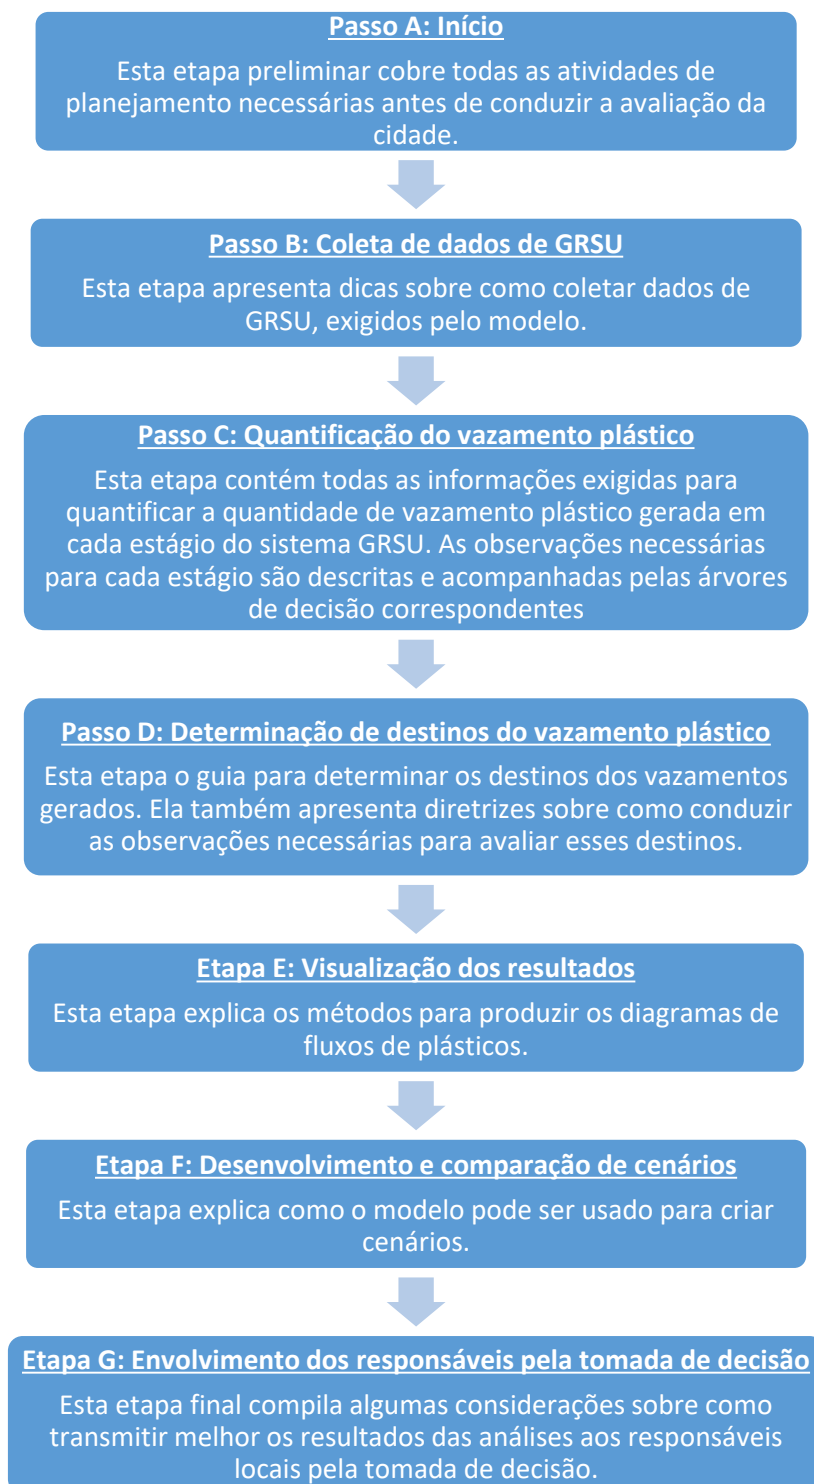 Passo A: Início
Esta etapa preliminar cobre todas as atividades de
planejamento necessárias antes de conduzir a avaliação da
cidade.
Passo B: Coleta de dados de GRSU
Esta etapa apresenta dicas sobre como coletar dados de
GRSU, exigidos pelo modelo.
Passo C: Quantificação do vazamento plástico
Esta etapa contém todas as informações exigidas para
quantificar a quantidade de vazamento plástico gerada em
cada estágio do sistema GRSU. As observações necessárias
para cada estágio são descritas e acompanhadas pelas árvores
de decisão correspondentes
Passo D: Determinação de destinos do vazamento plástico
Esta etapa o guia para determinar os destinos dos vazamentos
gerados. Ela também apresenta diretrizes sobre como conduzir
as observações necessárias para avaliar esses destinos.
Etapa E: Visualização dos resultados
Esta etapa explica os métodos para produzir os diagramas de
fluxos de plásticos.
Etapa F: Desenvolvimento e comparação de cenários
Esta etapa explica como o modelo pode ser usado para criar
cenários.
Etapa G: Envolvimento dos responsáveis pela tomada de decisão
Esta etapa final compila algumas considerações sobre como
transmitir melhor os resultados das análises aos responsáveis
locais pela tomada de decisão.